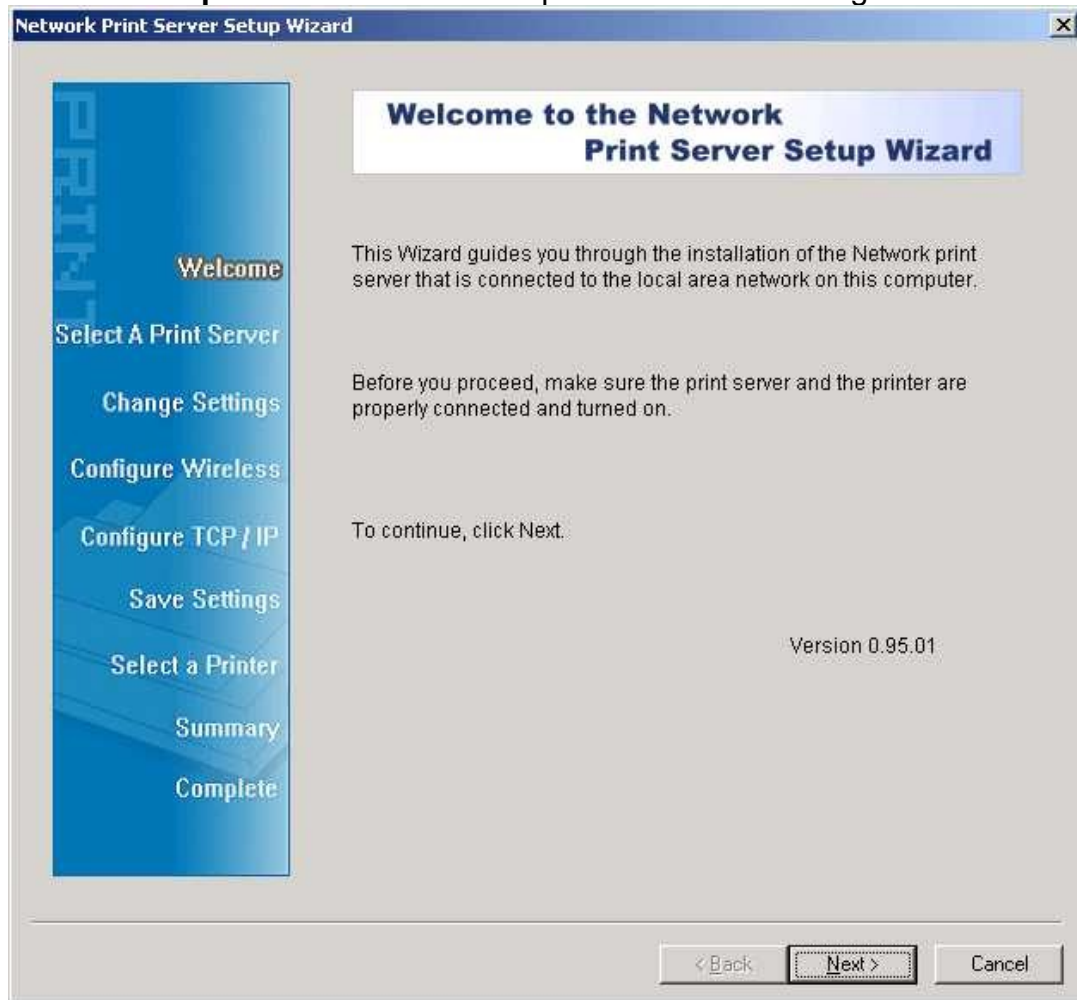 Network Print Server Setup Wizard
PRINT
Welcome
Select A Print Server
Change Settings
Configure Wireless
Configure TCP / IP
Save Settings
Select a Printer
Summary
Complete
Welcome to the Network
Print Server Setup Wizard
This Wizard guides you through the installation of the Network print
server that is connected to the local area network on this computer.
Before you proceed, make sure the print server and the printer are
properly connected and turned on.
To continue, click Next.
Version 0.95.01
< Back Next > Cancel